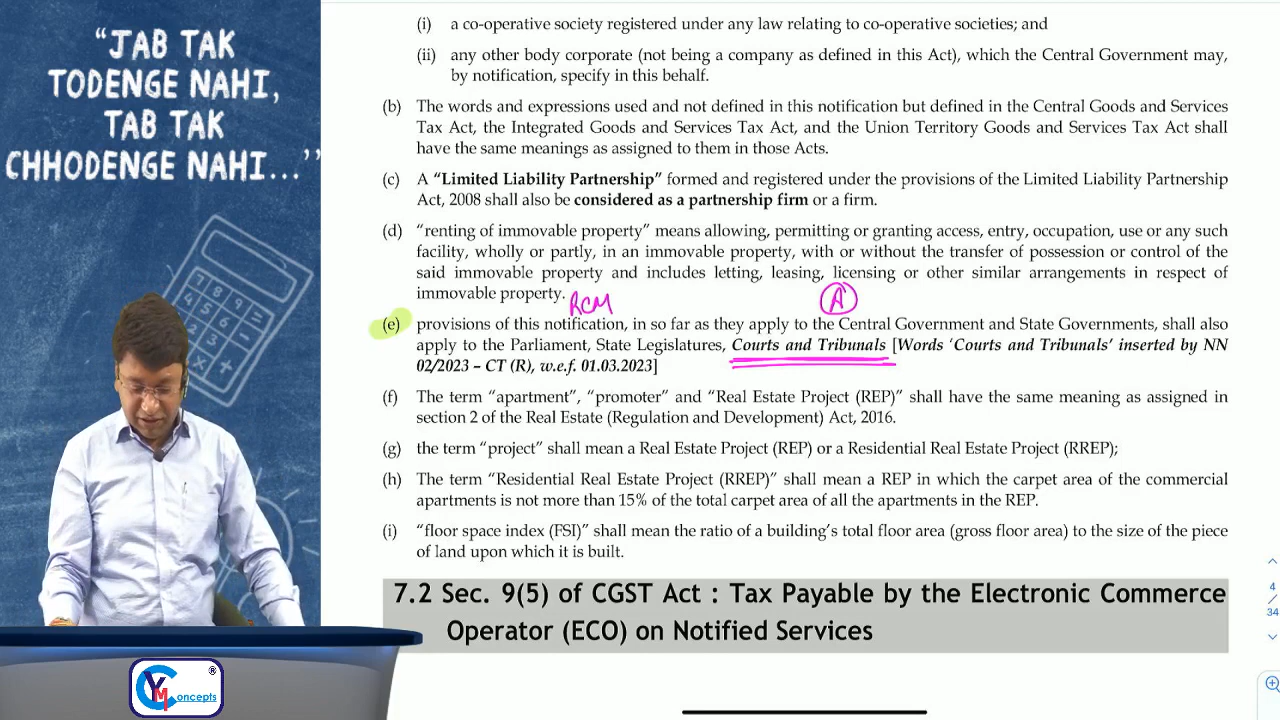 “JAB TAK
TODENGE NAHI,
TAB TAK
CHHODENGE NAHI...’’
(i) a co-operative society registered under any law relating to co-operative societies; and
(ii) any other body corporate (not being a company as defined in this Act), which the Central Government may,
by notification, specify in this behalf.
(b) The words and expressions used and not defined in this notification but defined in the Central Goods and Services
Tax Act, the Integrated Goods and Services Tax Act, and the Union Territory Goods and Services Tax Act shall
have the same meanings as assigned to them in those Acts.
(c) A “Limited Liability Partnership” formed and registered under the provisions of the Limited Liability Partnership
Act, 2008 shall also be considered as a partnership firm or a firm.
(d) “renting of immovable property” means allowing, permitting or granting access, entry, occupation, use or any such
facility, wholly or partly, in an immovable property, with or without the transfer of possession or control of the
said immovable property and includes letting, leasing, licensing or other similar arrangements in respect of
immovable property.
RCM
A
(e) provisions of this notification, in so far as they apply to the Central Government and State Governments, shall also
apply to the Parliament, State Legislatures, Courts and Tribunals [Words ‘Courts and Tribunals’ inserted by NN
02/2023 – CT (R), w.e.f. 01.03.2023]
(f) The term “apartment”, “promoter” and “Real Estate Project (REP)” shall have the same meaning as assigned in
section 2 of the Real Estate (Regulation and Development) Act, 2016.
(g) the term “project” shall mean a Real Estate Project (REP) or a Residential Real Estate Project (RREP);
(h) The term “Residential Real Estate Project (RREP)” shall mean a REP in which the carpet area of the commercial
apartments is not more than 15% of the total carpet area of all the apartments in the REP.
(i) “floor space index (FSI)” shall mean the ratio of a building’s total floor area (gross floor area) to the size of the piece
of land upon which it is built.
7.2 Sec. 9(5) of CGST Act : Tax Payable by the Electronic Commerce
Operator (ECO) on Notified Services
4
/
34
YM Concepts ®